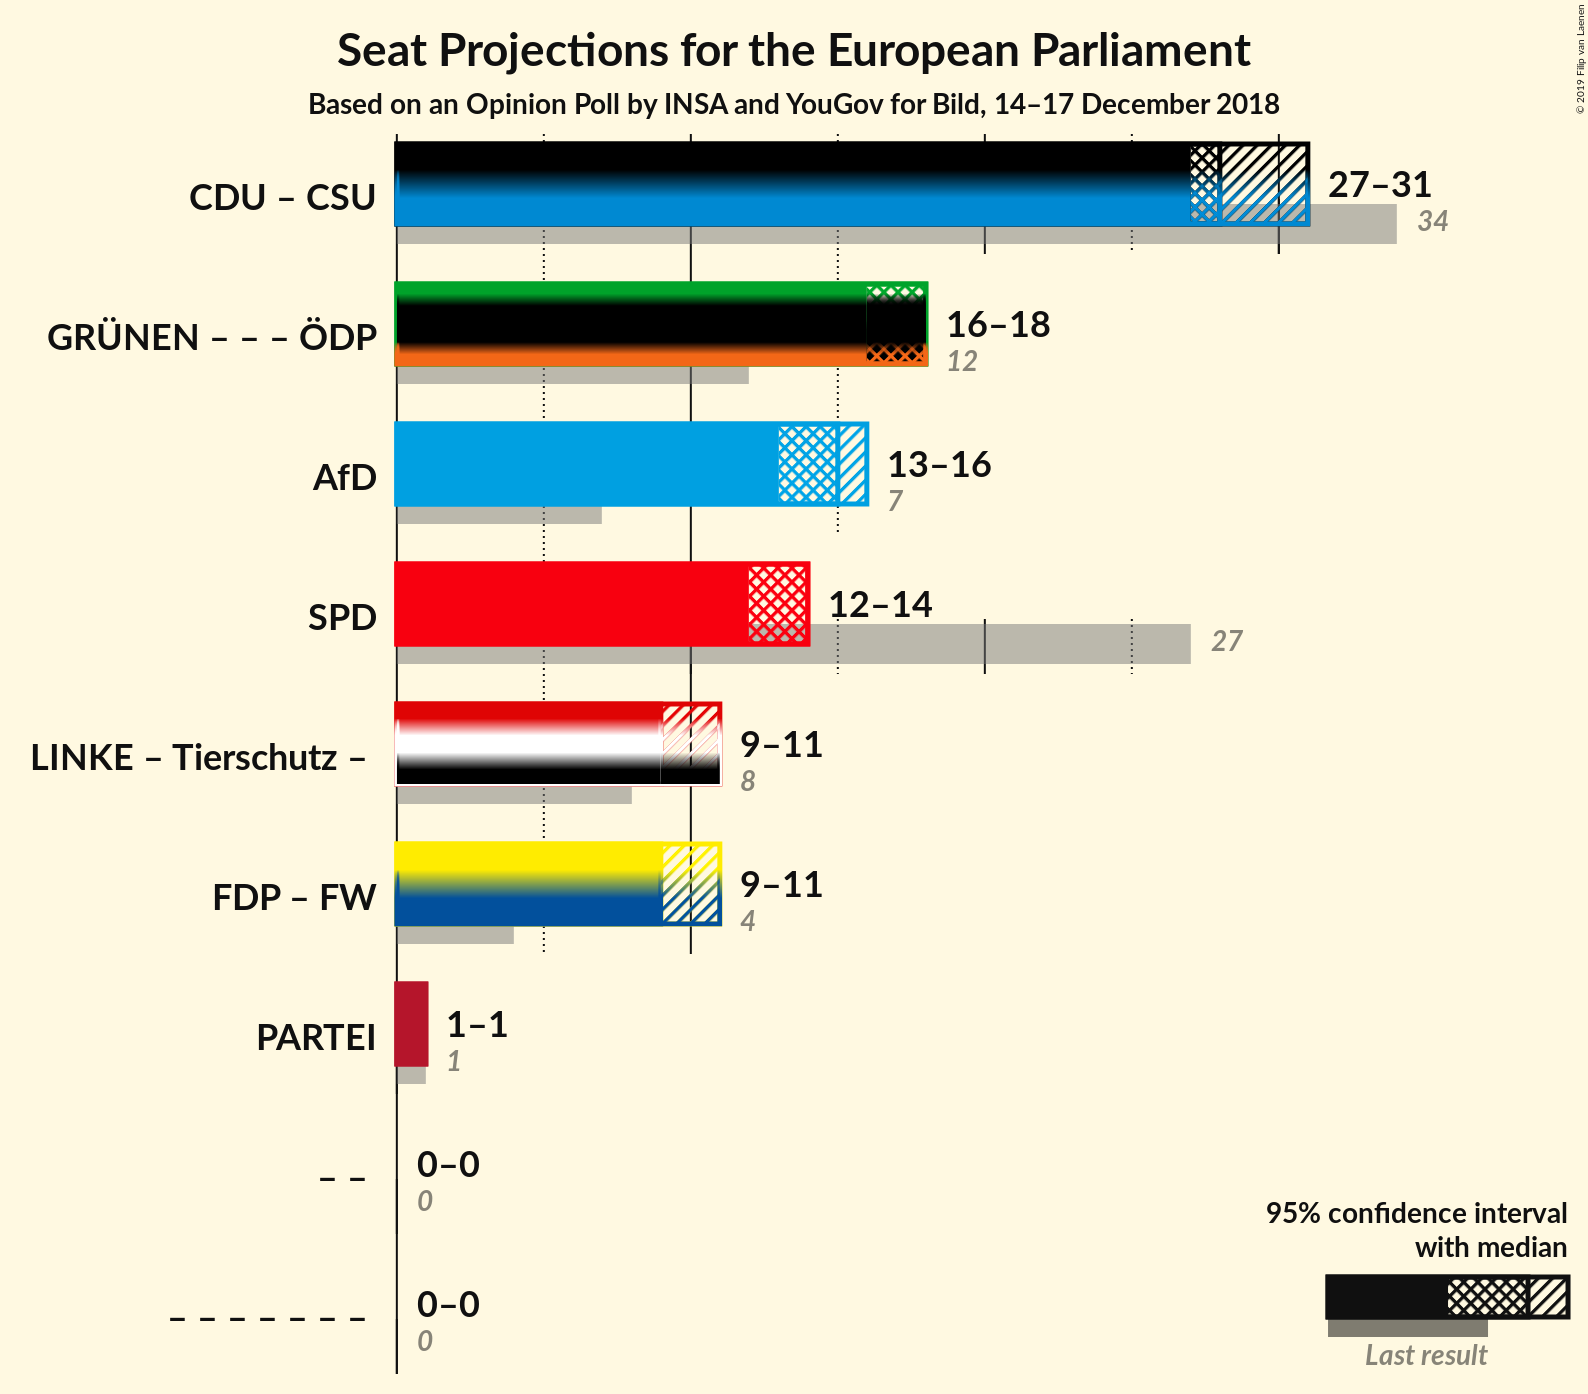 Seat Projections for the European Parliament
Based on an Opinion Poll by INSA and YouGov for Bild, 14–17 December 2018
© 2019 Filip van Laenen
CDU – CSU
27–31
34
GRÜNEN – – – ÖDP
16–18
12
AfD
13–16
7
SPD
12–14
27
LINKE – Tierschutz –
9–11
8
FDP – FW
9–11
4
PARTEI
1–1
1
– –
0–0
0
– – – – – – –
0–0
0
95% confidence interval
with median
Last result